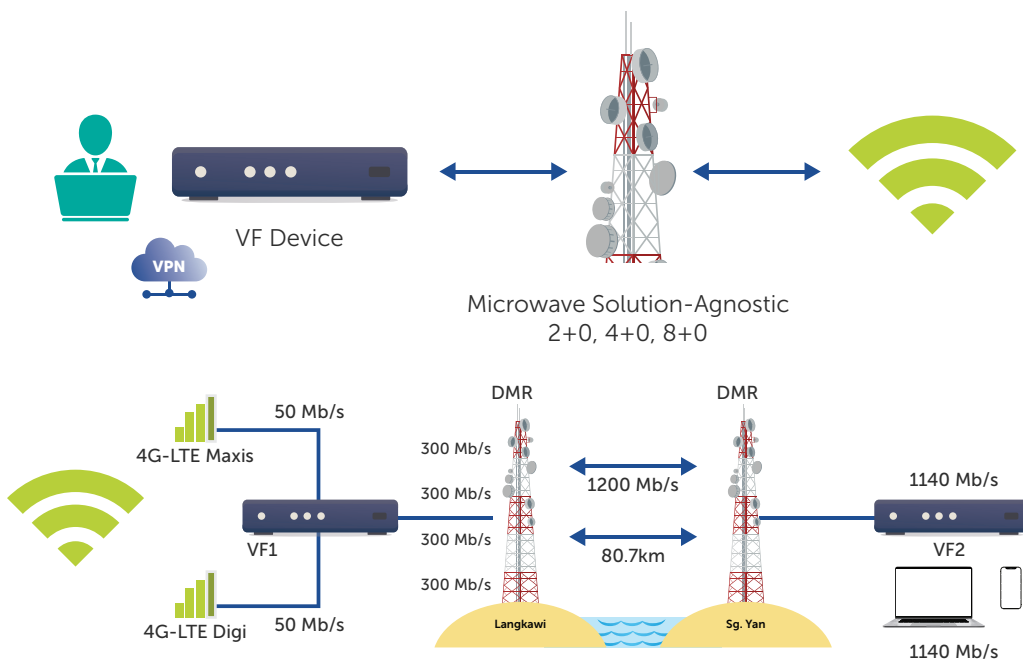 VF Device
VPN
Microwave Solution-Agnostic
2+0, 4+0, 8+0
50 Mb/s
4G-LTE Maxis
VF1
4G-LTE Digi
50 Mb/s
DMR
300 Mb/s
300 Mb/s
300 Mb/s
300 Mb/s
Langkawi
1200 Mb/s
80.7km
DMR
Sg. Yan
1140 Mb/s
VF2
1140 Mb/s